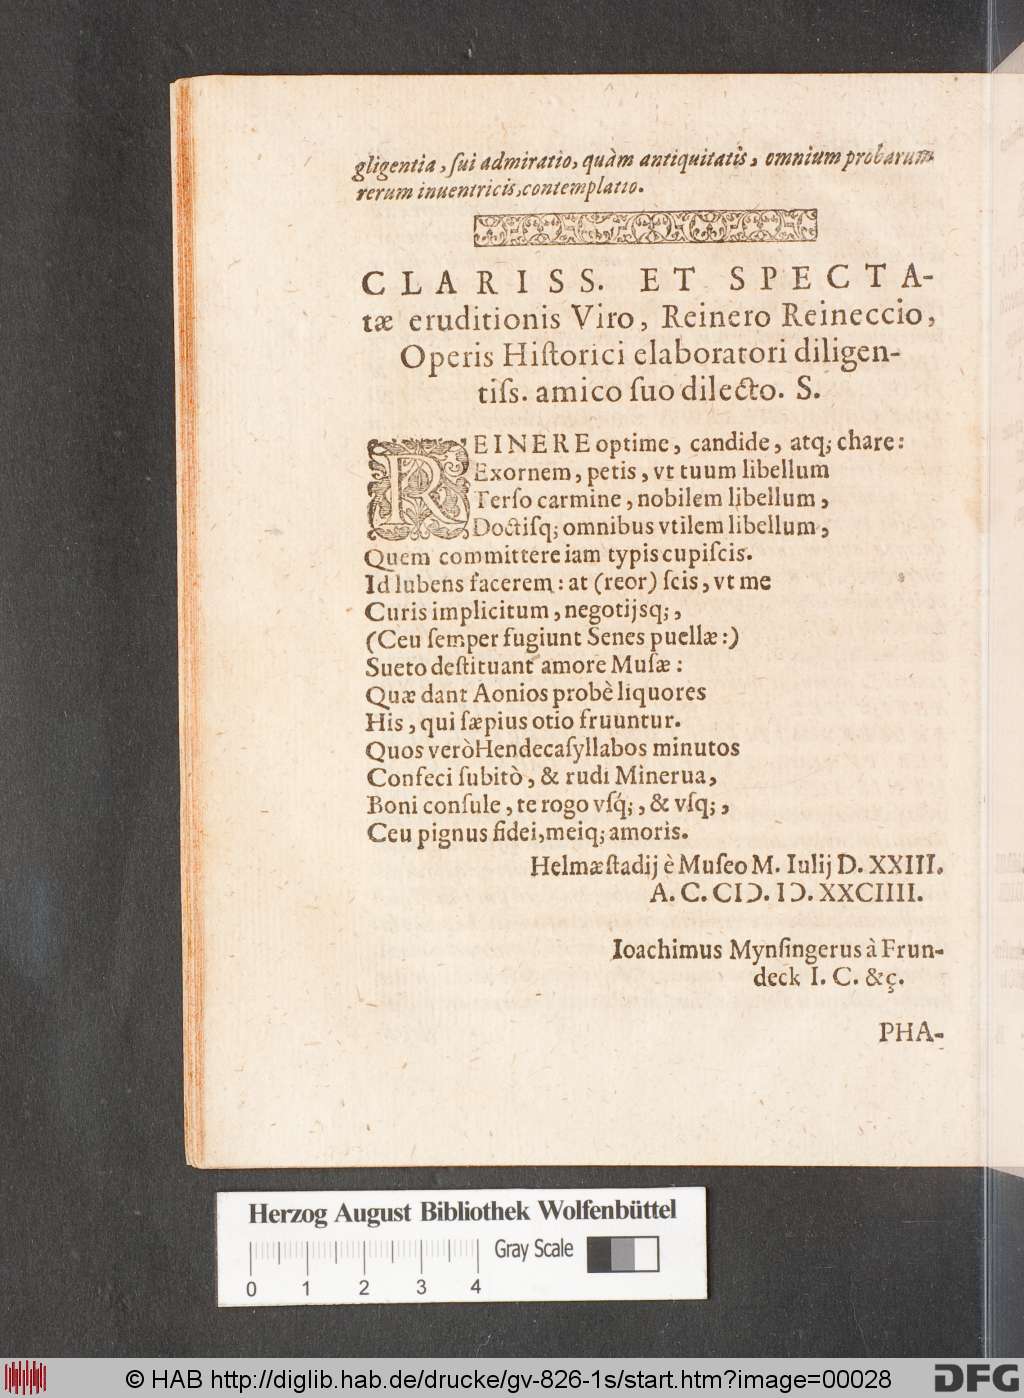 gligentia, ſui admiratio, quàm antiquitatis, omnium probarum
rerum inuentricis, contemplatio.
CLARISS. ET SPECTA-
tæ eruditionis Viro, Reinero Reineccio,
Operis Hiſtorici elaboratori diligen-
tiſs. amico ſuo dilecto. S.
REINERE optime, candide, atq; chare:
Exornem, petis, vt tuum libellum
Terſo carmine, nobilem libellum,
Doctiſq; omnibus vtilem libellum,
Quem committere iam typis cupiſcis.
Id lubens facerem: at (reor) ſcis, vt me
Curis implicitum, negotijsq;,
(Ceu ſemper fugiunt Senes puellæ:)
Sueto deſtituant amore Muſæ:
Quæ dant Aonios probè liquores
His, qui ſæpius otio fruuntur.
Quos verò Hendecaſyllabos minutos
Confeci ſubitò, & rudi Minerua,
Boni conſule, te rogo vſq́;, & vſq;,
Ceu pignus fidei, meiq; amoris.
Helmæſtadij è Muſeo M. Iulij D. XXIII.
A. C. CIↃ. IↃ. XXCIIII.
Ioachimus Mynſingerus à Frun-
deck I. C. &ç.
PHA-
Herzog August Bibliothek Wolfenbüttel
Gray Scale
0 1 2 3 4
© HAB http://diglib.hab.de/drucke/gv-826-1s/start.htm?image=00028
DFG